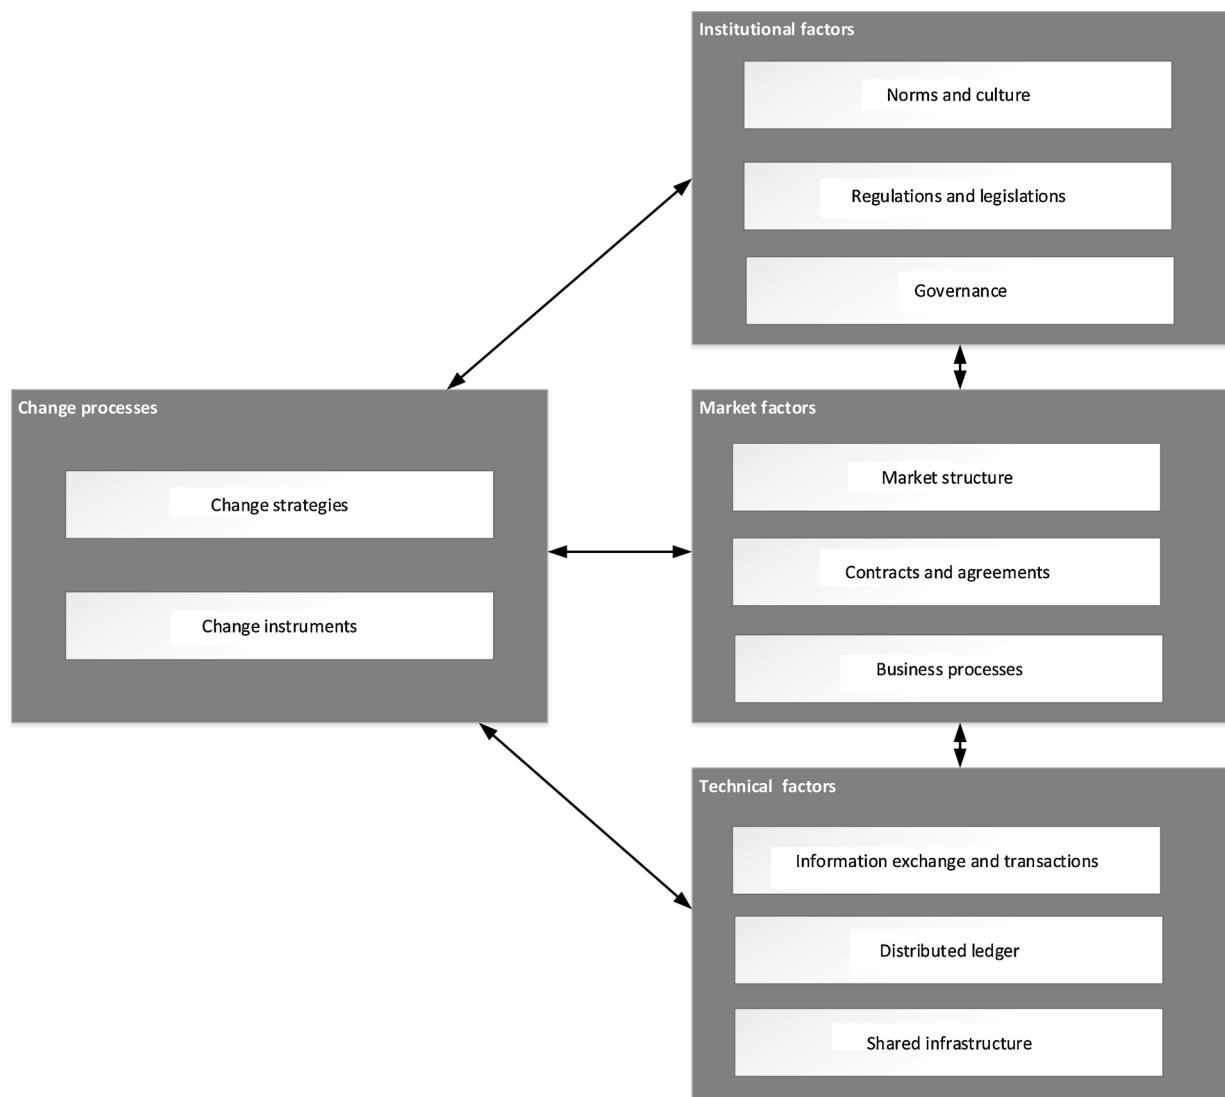 Institutional factors
Norms and culture
Regulations and legislations
Governance
Change processes
Change strategies
Change instruments
Market factors
Market structure
Contracts and agreements
Business processes
Technical  factors
Information exchange and transactions
Distributed ledger
Shared infrastructure